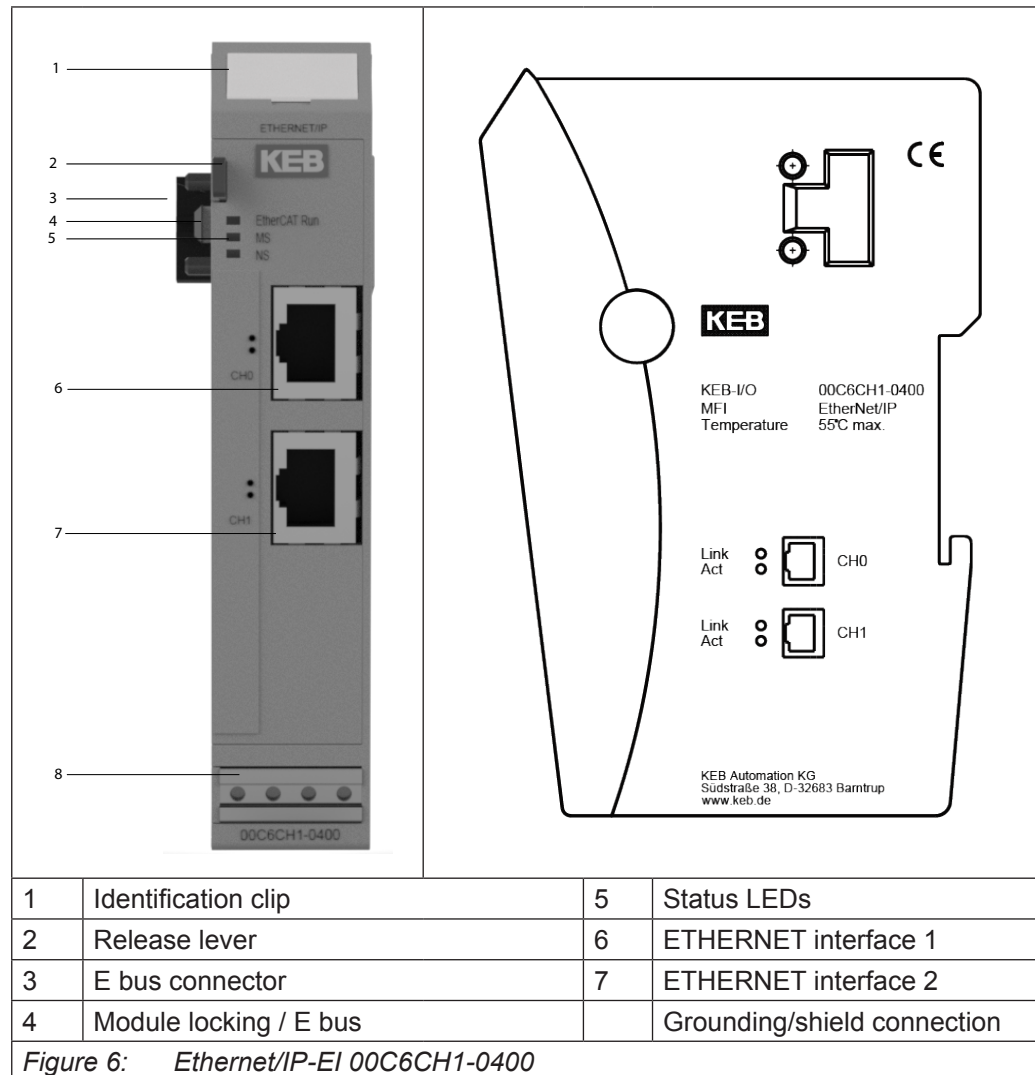 1
ETHERNET/IP
KEB
2
3
4
EtherCAT Run
5
MS
NS
CH0
6
CH1
7
8
00C6CH1-0400
CE
KEB
KEB-I/O 00C6CH1-0400
MFI EtherNet/IP
Temperature 55°C max.
Link
Act
CH0
Link
Act
CH1
KEB Automation KG
Südstraße 38, D-32683 Barntrup
www.keb.de
1 Identification clip 5 Status LEDs
2 Release lever 6 ETHERNET interface 1
3 E bus connector 7 ETHERNET interface 2
4 Module locking / E bus Grounding/shield connection
Figure 6: Ethernet/IP-EI 00C6CH1-0400